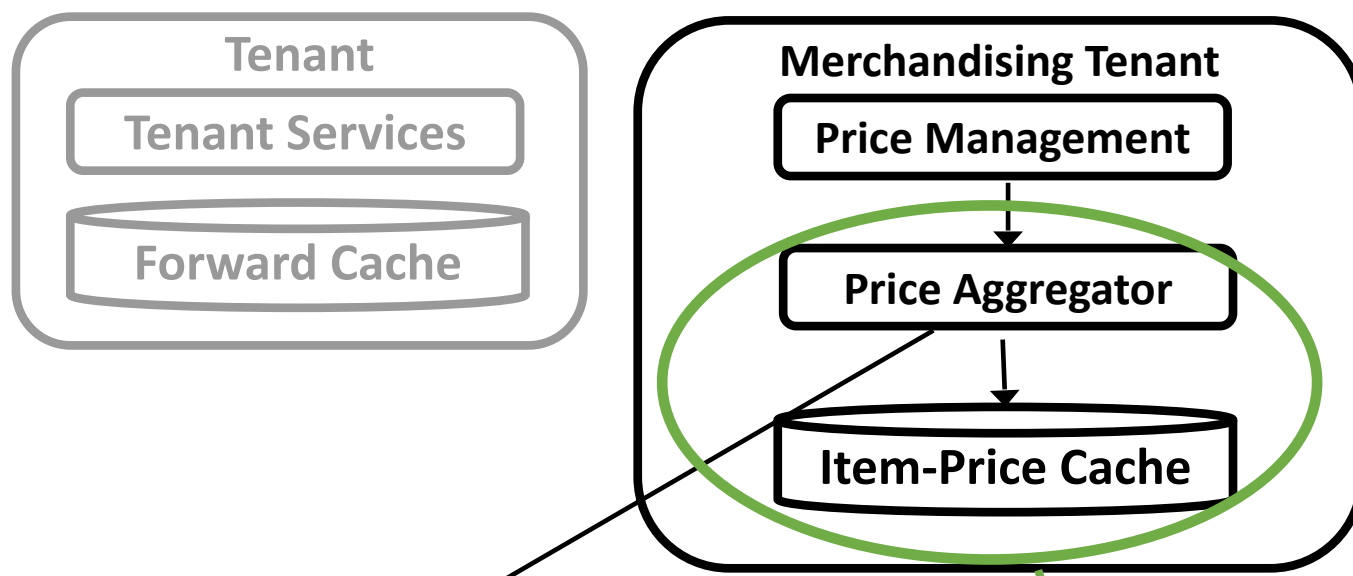 Tenant
Tenant Services
Forward Cache
Merchandising Tenant
Price Management
Price Aggregator
Item-Price Cache